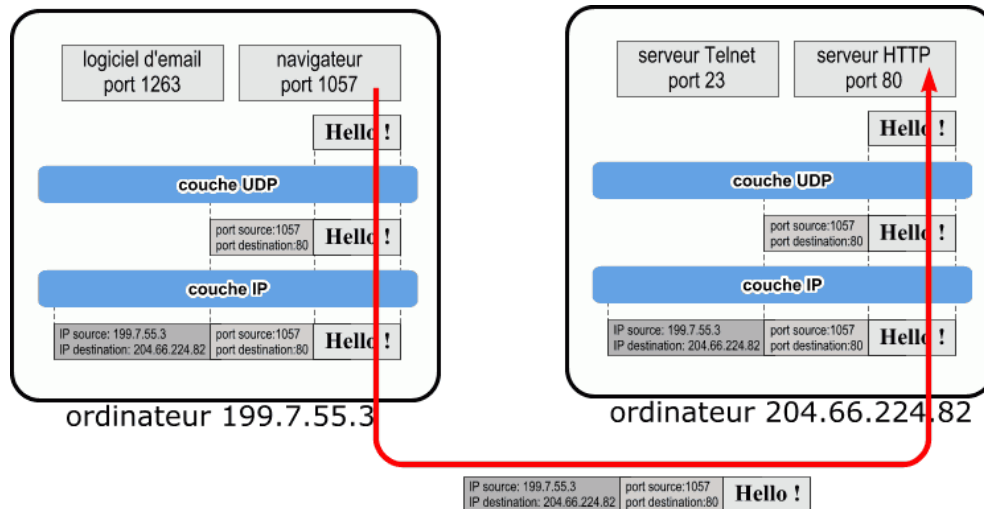 logiciel d'email
port 1263
navigateur
port 1057
Hello !
couche UDP
port source:1057
port destination:80
Hello !
couche IP
IP source: 199.7.55.3
IP destination: 204.66.224.82
port source:1057
port destination:80
Hello !
ordinateur 199.7.55.3
serveur Telnet
port 23
serveur HTTP
port 80
Hello !
couche UDP
port source:1057
port destination:80
Hello !
couche IP
IP source: 199.7.55.3
IP destination: 204.66.224.82
port source:1057
port destination:80
Hello !
ordinateur 204.66.224.82
IP source: 199.7.55.3
IP destination: 204.66.224.82
port source:1057
port destination:80
Hello !